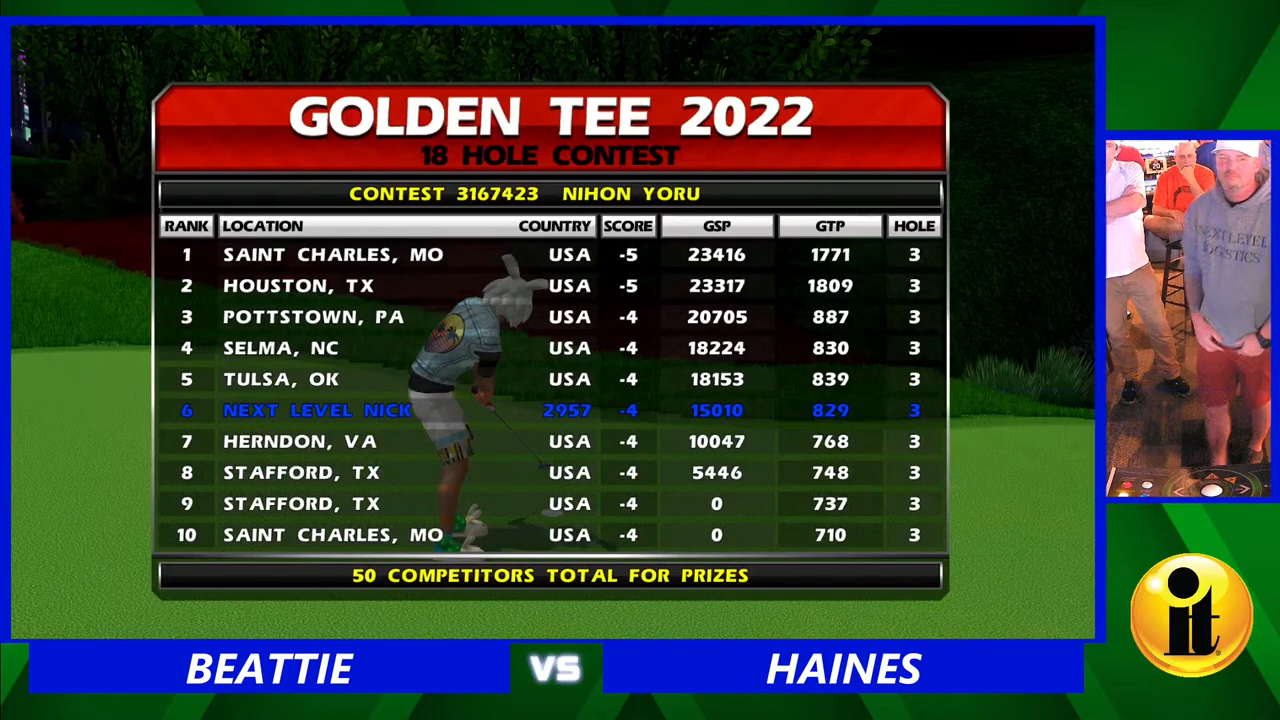 GOLDEN TEE 2022
18 HOLE CONTEST
CONTEST 3167423 NIHON YORU
RANK LOCATION COUNTRY SCORE GSP GTP HOLE
1 SAINT CHARLES, MO USA -5 23416 1771 3
2 HOUSTON, TX USA -5 23317 1809 3
3 POTTSTOWN, PA USA -4 20705 887 3
4 SELMA, NC USA -4 18224 830 3
5 TULSA, OK USA -4 18153 839 3
6 NEXT LEVEL NICK 2957 -4 15010 829 3
7 HERNDON, VA USA -4 10047 768 3
8 STAFFORD, TX USA -4 5446 748 3
9 STAFFORD, TX USA -4 0 737 3
10 SAINT CHARLES, MO USA -4 0 710 3
50 COMPETITORS TOTAL FOR PRIZES
NEXT LEVEL
LOGISTICS
it
BEATTIE VS HAINES